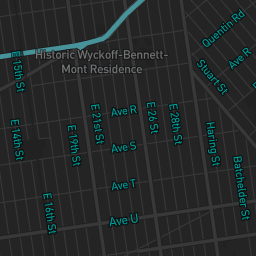 Quentin Rd
Historic Wyckoff-Bennett-
Mont Residence
Ave R
E 15th St
Stuart St
Ave R
E 26 St
E 28th St
E 21st St
E 14th St
E 19th St
Haring St
Ave S
Batchelder St
Ave T
E 16th St
Ave U